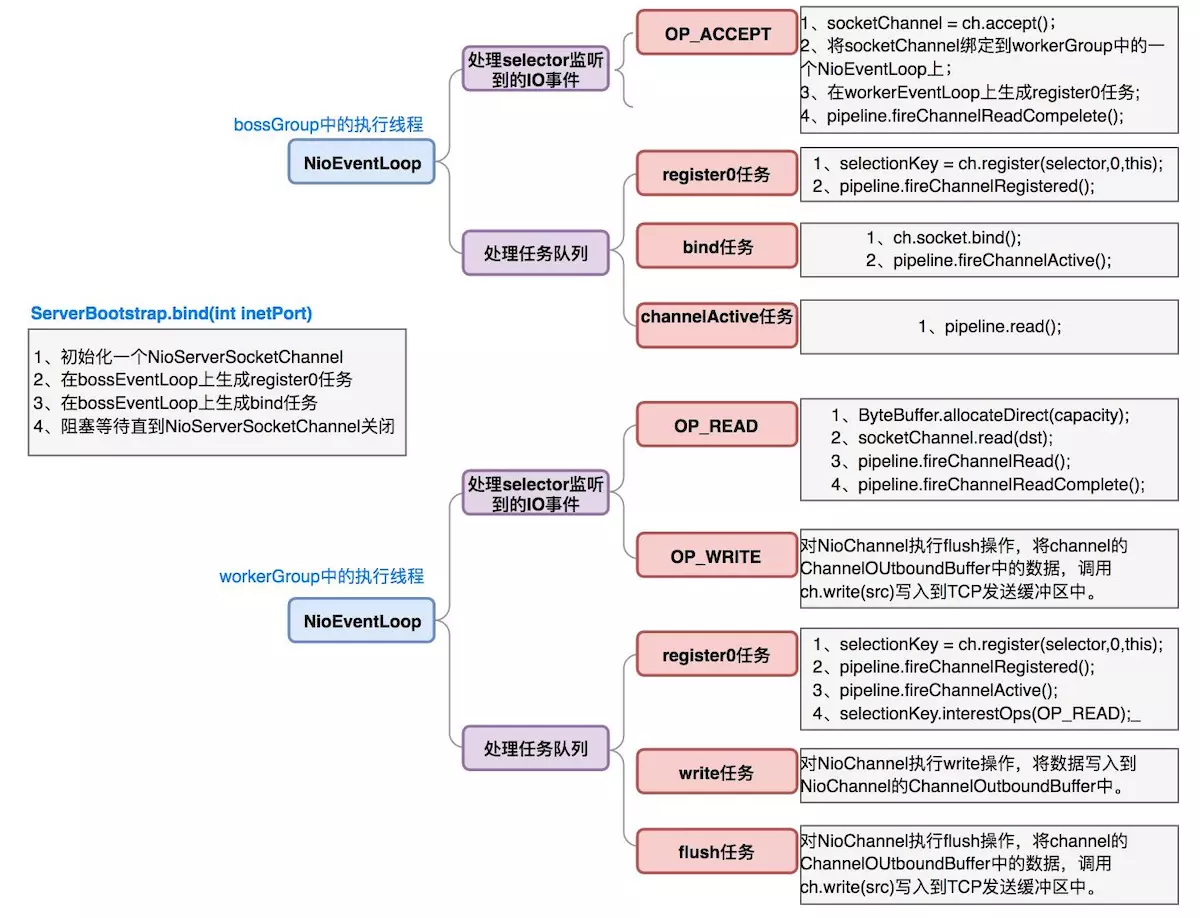 bossGroup中的执行线程
NioEventLoop
处理selector监听
到的IO事件
OP_ACCEPT
1、socketChannel = ch.accept()；
2、将socketChannel绑定到workerGroup中的一
个NioEventLoop上；
3、在workerEventLoop上生成register0任务;
4、pipeline.fireChannelReadCompelete();
处理任务队列
register0任务
1、selectionKey = ch.register(selector,0,this);
2、pipeline.fireChannelRegistered();
bind任务
1、ch.socket.bind();
2、pipeline.fireChannelActive();
channelActive任务
1、pipeline.read();
ServerBootstrap.bind(int inetPort)
1、初始化一个NioServerSocketChannel
2、在bossEventLoop上生成register0任务
3、在bossEventLoop上生成bind任务
4、阻塞等待直到NioServerSocketChannel关闭
workerGroup中的执行线程
NioEventLoop
处理selector监听
到的IO事件
OP_READ
1、ByteBuffer.allocateDirect(capacity);
2、socketChannel.read(dst);
3、pipeline.fireChannelRead();
4、pipeline.fireChannelReadComplete();
OP_WRITE
对NioChannel执行flush操作，将channel的
ChannelOUtboundBuffer中的数据，调用
ch.write(src)写入到TCP发送缓冲区中。
处理任务队列
register0任务
1、selectionKey = ch.register(selector,0,this);
2、pipeline.fireChannelRegistered();
3、pipeline.fireChannelActive();
4、selectionKey.interestOps(OP_READ);_
write任务
对NioChannel执行write操作，将数据写入到
NioChannel的ChannelOutboundBuffer中。
flush任务
对NioChannel执行flush操作，将channel的
ChannelOUtboundBuffer中的数据，调用
ch.write(src)写入到TCP发送缓冲区中。